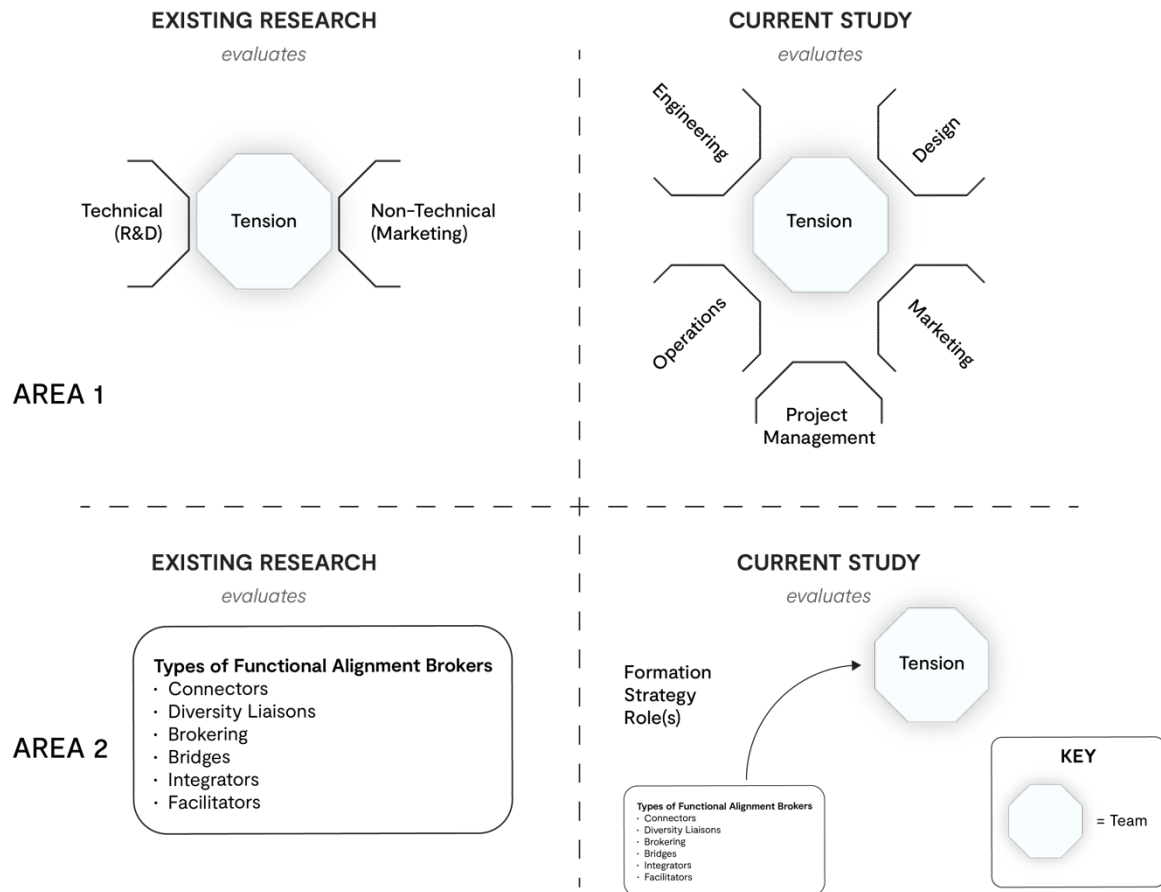 EXISTING RESEARCH
evaluates
Technical
(R&D)
Tension
Non-Technical
(Marketing)
CURRENT STUDY
evaluates
Engineering
Design
Tension
Operations
Marketing
Project
Management
AREA 1
EXISTING RESEARCH
evaluates
Types of Functional Alignment Brokers
· Connectors
· Diversity Liaisons
· Brokering
· Bridges
· Integrators
· Facilitators
AREA 2
CURRENT STUDY
evaluates
Tension
Formation
Strategy
Role(s)
Types of Functional Alignment Brokers
· Connectors
· Diversity Liaisons
· Brokering
· Bridges
· Integrators
· Facilitators
KEY
= Team